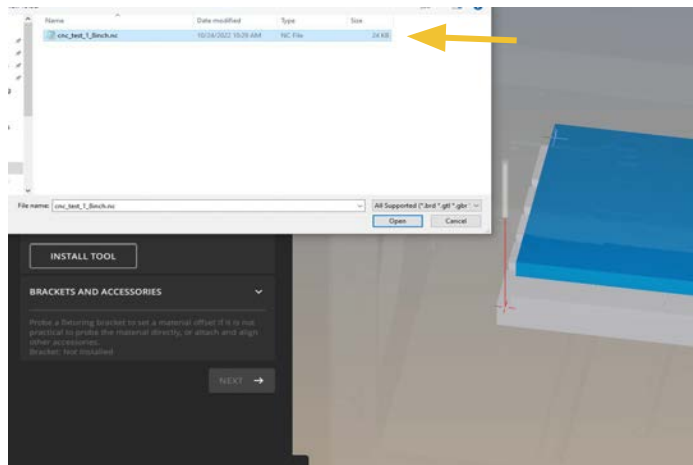 Name Date modified Type Size
cnc_test_1_8inch.nc 10/24/2022 10:29 AM NC File 24 KB
File name: cnc_test_1_8inch.nc All Supported (*.brd *.gtl *.gbr
Open Cancel
INSTALL TOOL
BRACKETS AND ACCESSORIES
Probe a fixturing bracket to set a material offset if it is not
practical to probe the material directly, or attach and align
other accessories.
Bracket: Not Installed
NEXT